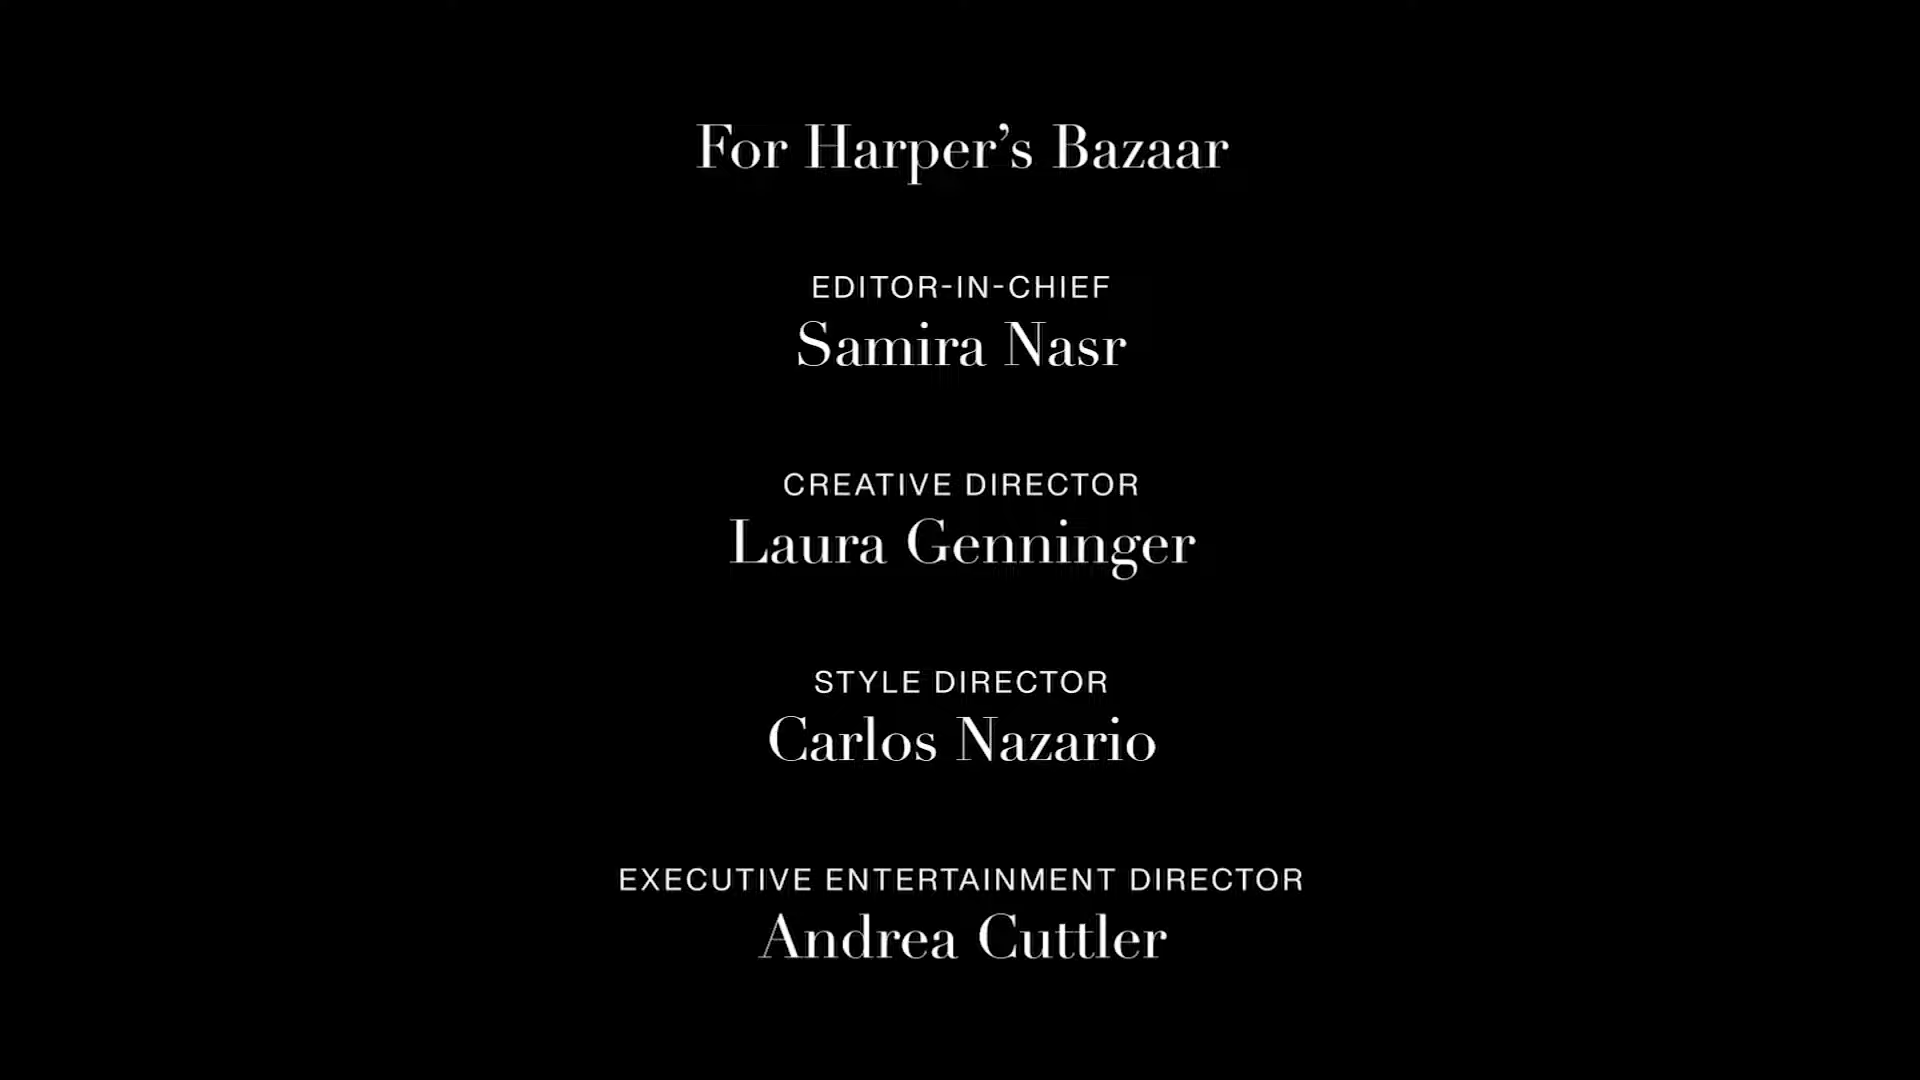 For Harper’s Bazaar
EDITOR-IN-CHIEF
Samira Nasr
CREATIVE DIRECTOR
Laura Genninger
STYLE DIRECTOR
Carlos Nazario
EXECUTIVE ENTERTAINMENT DIRECTOR
Andrea Cuttler